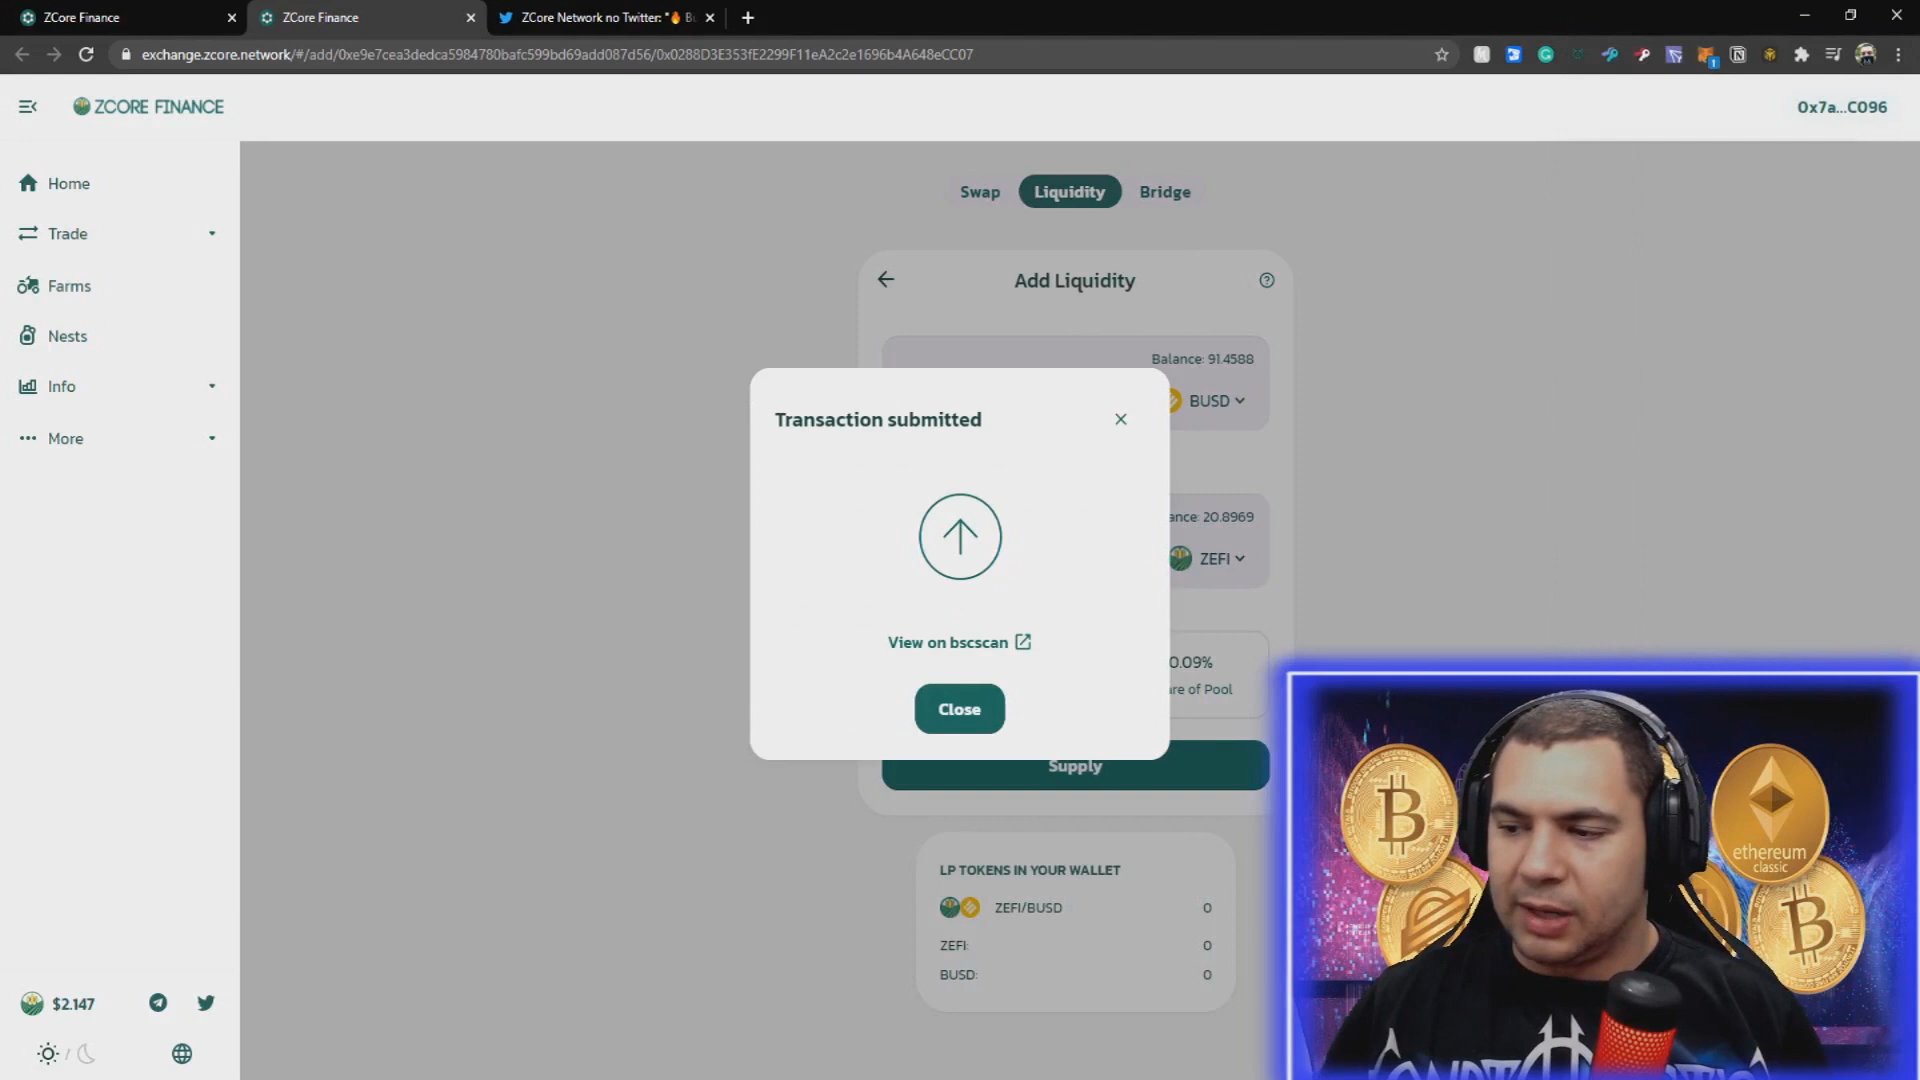 ZCore Finance
ZCore Finance
ZCore Network no Twitter: "🔥 Bu
exchange.zcore.network/#/add/0xe9e7cea3dedca5984780bafc599bd69add087d56/0x0288D3E353fE2299F11eA2c2e1696b4A648eCC07
1
ZCORE FINANCE
0x7a...C096
Home
Trade
Farms
Nests
Info
More
Swap
Liquidity
Bridge
Add Liquidity
Balance: 91.4588
BUSD
Transaction submitted
ance: 20.8969
ZEFI
View on bscscan
0.09%
are of Pool
Close
Supply
LP TOKENS IN YOUR WALLET
ZEFI/BUSD
0
ZEFI:
0
BUSD:
0
$2.147
/
ethereum
classic